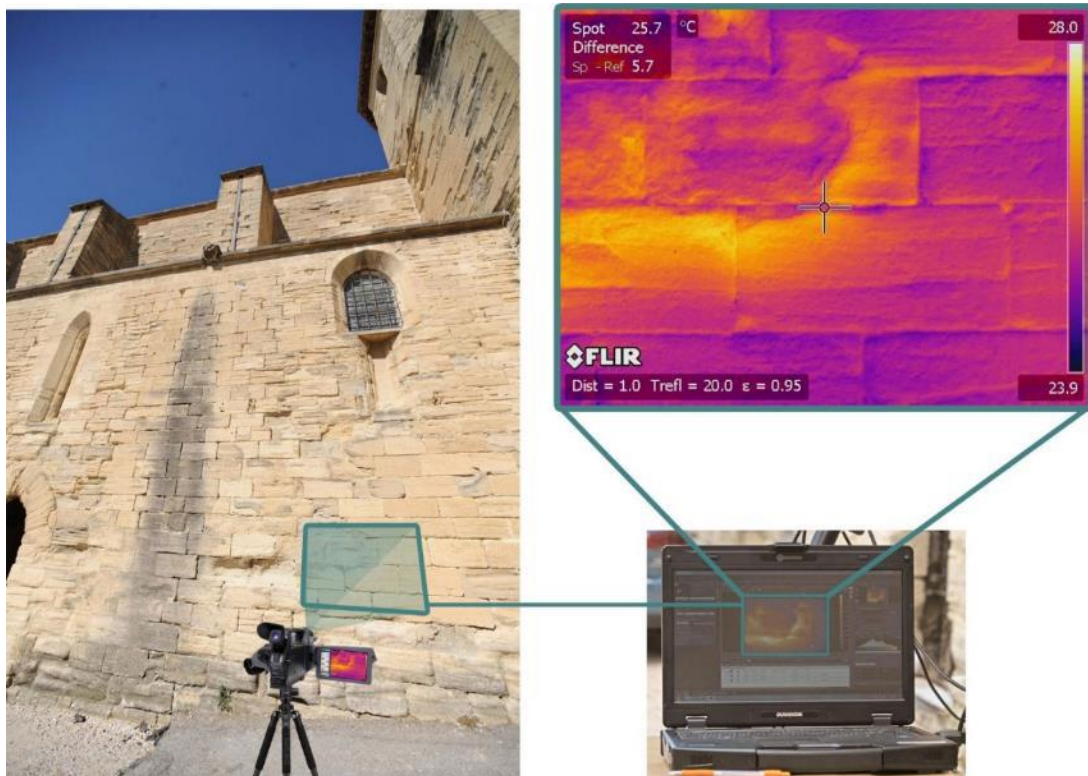 Spot 25.7 °C
Difference
Sp - Ref 5.7
28.0
FLIR
Dist = 1.0 Trefl = 20.0 ε = 0.95
23.9